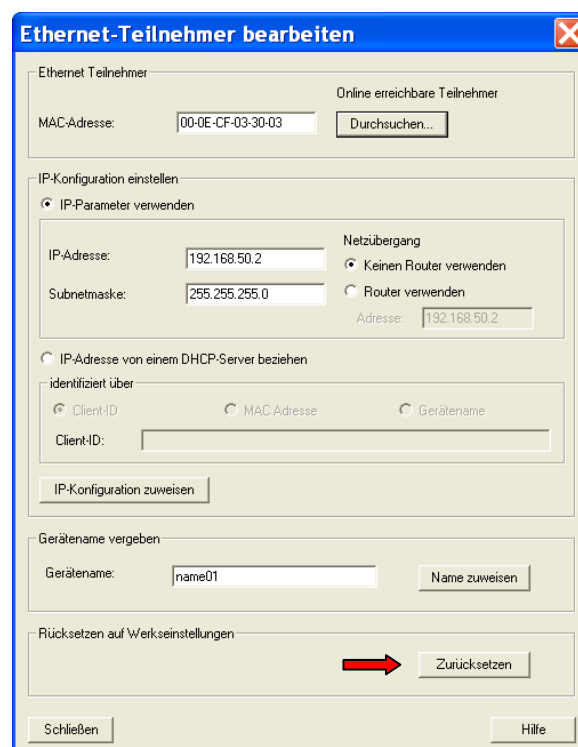 Ethernet-Teilnehmer bearbeiten
Ethernet Teilnehmer
Online erreichbare Teilnehmer
MAC-Adresse: 00-0E-CF-03-30-03 Durchsuchen...
IP-Konfiguration einstellen
IP-Parameter verwenden
Netzübergang
IP-Adresse: 192.168.50.2 Keinen Router verwenden
Subnetmaske: 255.255.255.0 Router verwenden
Adresse: 192.168.50.2
IP-Adresse von einem DHCP-Server beziehen
identifiziert über
Client-ID MAC Adresse Gerätename
Client-ID:
IP-Konfiguration zuweisen
Gerätename vergeben
Gerätename: name01 Name zuweisen
Rücksetzen auf Werkseinstellungen
Zurücksetzen
Schließen Hilfe